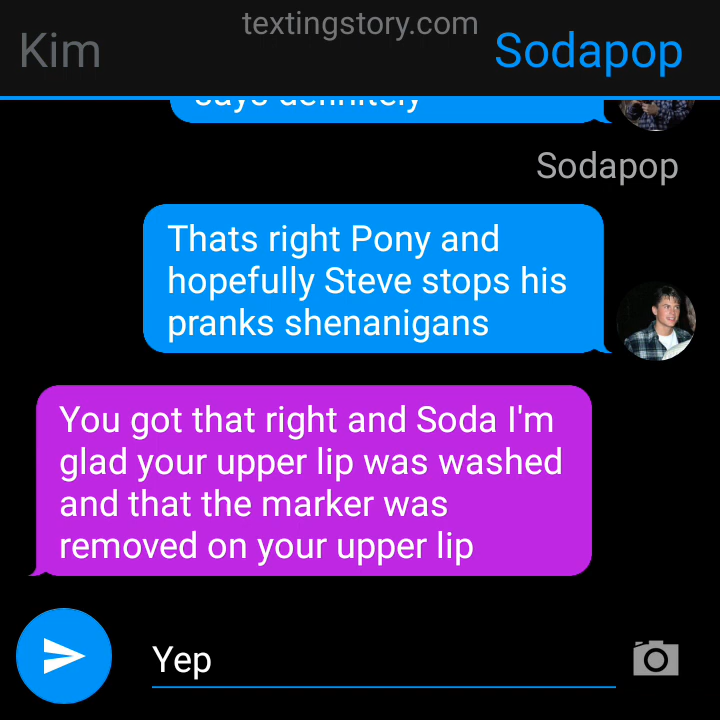 textingstory.com
Kim
Sodapop
says definitely
Sodapop
Thats right Pony and
hopefully Steve stops his
pranks shenanigans
You got that right and Soda I'm
glad your upper lip was washed
and that the marker was
removed on your upper lip
Yep